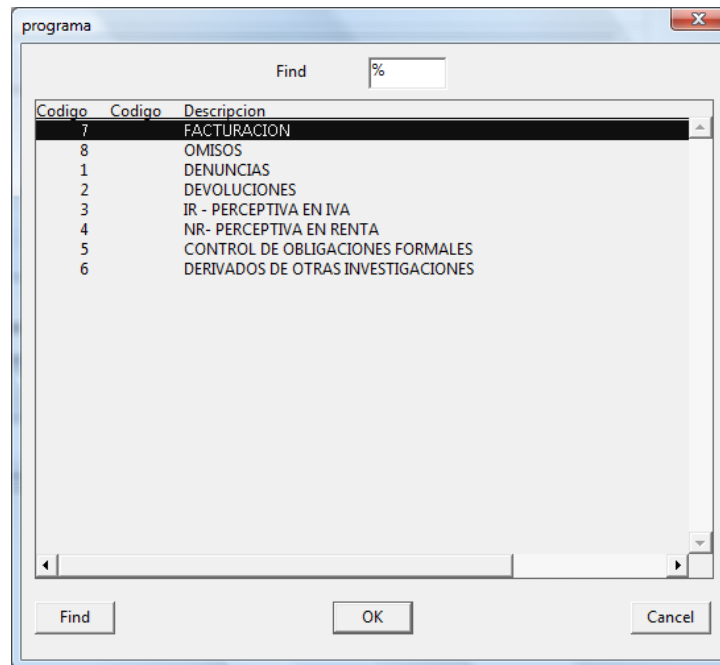 programa
Find %
Codigo Codigo Descripcion
7 FACTURACION
8 OMISOS
1 DENUNCIAS
2 DEVOLUCIONES
3 IR - PERCEPTIVA EN IVA
4 NR- PERCEPTIVA EN RENTA
5 CONTROL DE OBLIGACIONES FORMALES
6 DERIVADOS DE OTRAS INVESTIGACIONES
Find OK Cancel